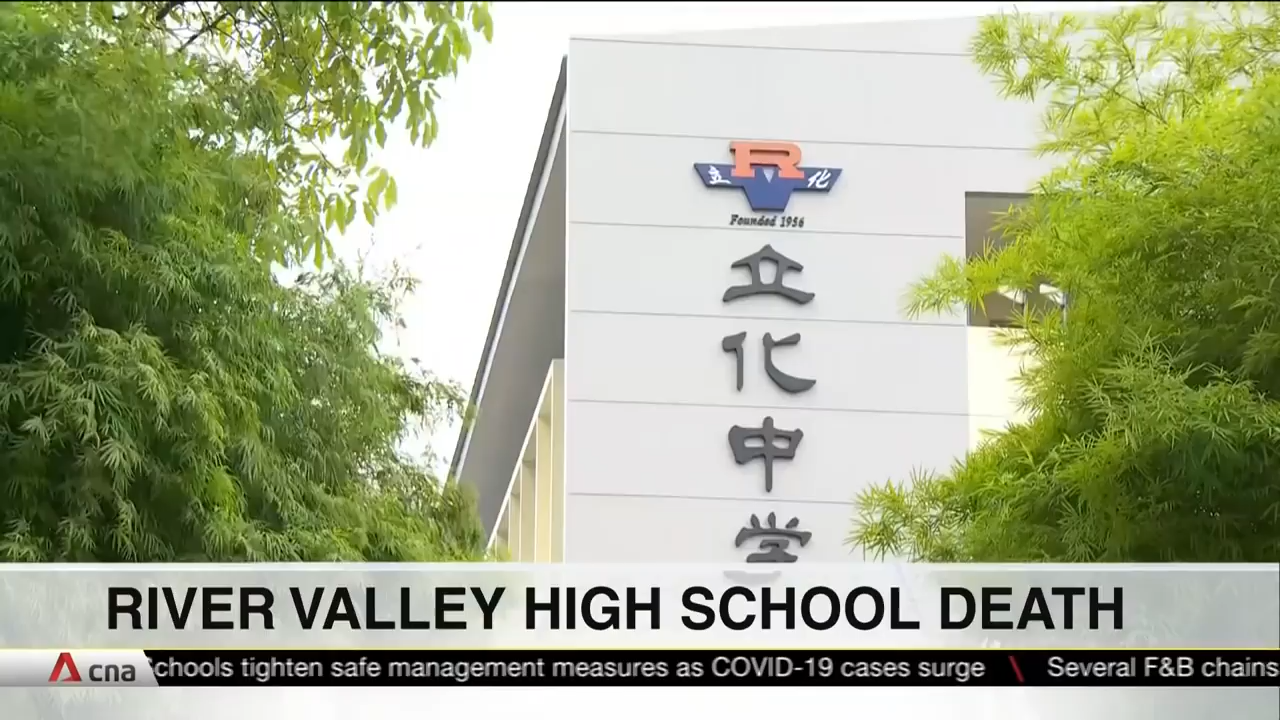 R
立 V 化
Founded 1956
立
化
中
学
RIVER VALLEY HIGH SCHOOL DEATH
cna
Schools tighten safe management measures as COVID-19 cases surge \ Several F&B chains